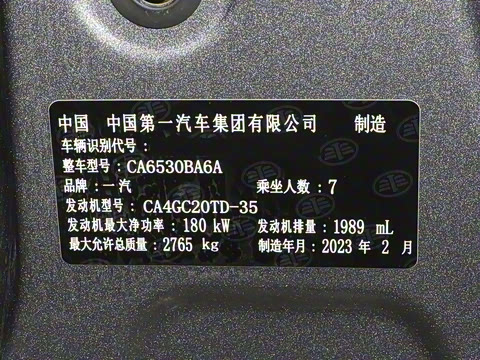 中国 中国第一汽车集团有限公司 制造
车辆识别代号：
整车型号：CA6530BA6A
品牌：一汽 乘坐人数：7
发动机型号：CA4GC20TD-35
发动机最大净功率：180 kW 发动机排量：1989 mL
最大允许总质量：2765 kg 制造年月：2023 年 2 月